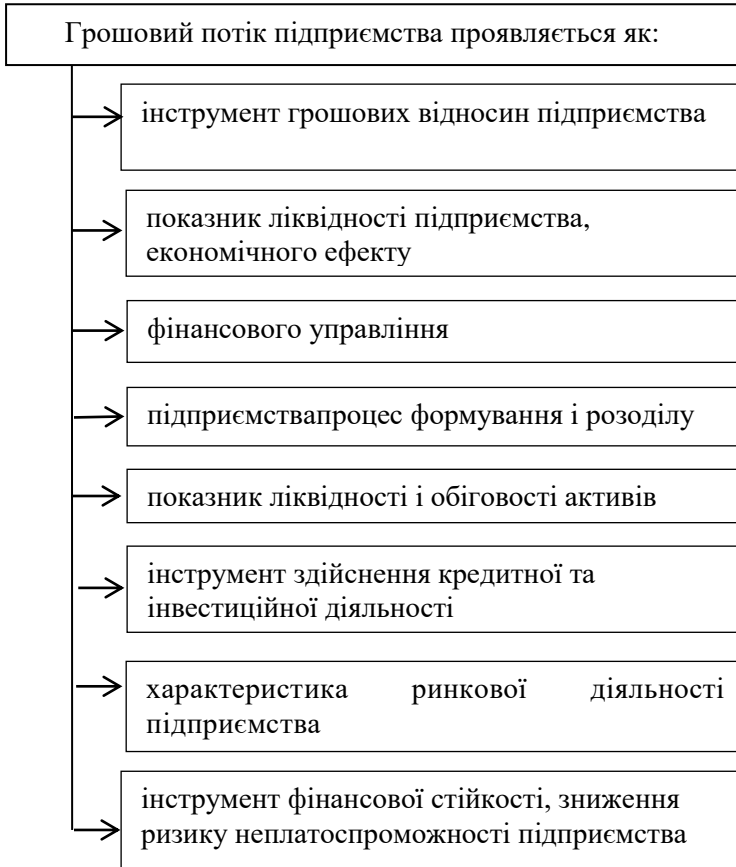 Грошовий потік підприємства проявляється як:
інструмент грошових відносин підприємства
показник ліквідності підприємства,
економічного ефекту
фінансового управління
підприємствапроцес формування і розоділу
показник ліквідності і обіговості активів
інструмент здійснення кредитної та
інвестиційної діяльності
характеристика ринкової діяльності
підприємства
інструмент фінансової стійкості, зниження
ризику неплатоспроможності підприємства